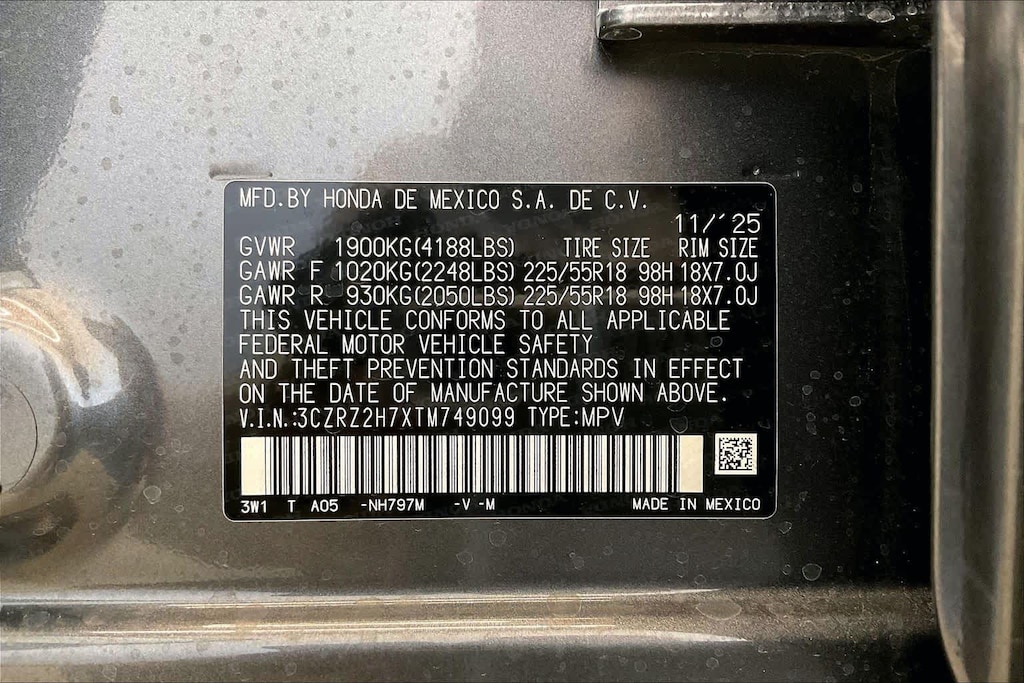 MFD.BY HONDA DE MEXICO S.A. DE C.V.
11/´25
GVWR 1900KG(4188LBS) TIRE SIZE RIM SIZE
GAWR F 1020KG(2248LBS) 225/55R18 98H 18X7.0J
GAWR R 930KG(2050LBS) 225/55R18 98H 18X7.0J
THIS VEHICLE CONFORMS TO ALL APPLICABLE
FEDERAL MOTOR VEHICLE SAFETY
AND THEFT PREVENTION STANDARDS IN EFFECT
ON THE DATE OF MANUFACTURE SHOWN ABOVE.
V.I.N.:3CZRZ2H7XTM749099 TYPE:MPV
3W1 T A05 -NH797M -V -M MADE IN MEXICO